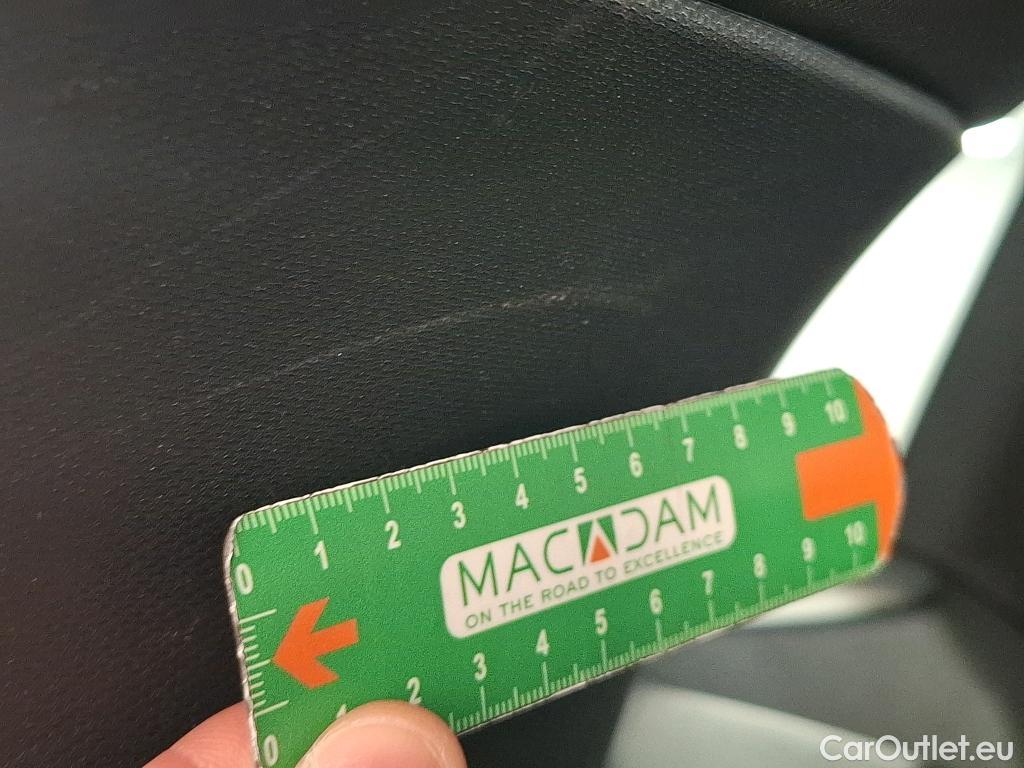 0 1 2 3 4 5 6 7 8 9 10
MACADAM
ON THE ROAD TO EXCELLENCE
0 1 2 3 4 5 6 7 8 9 10
CarOutlet.eu